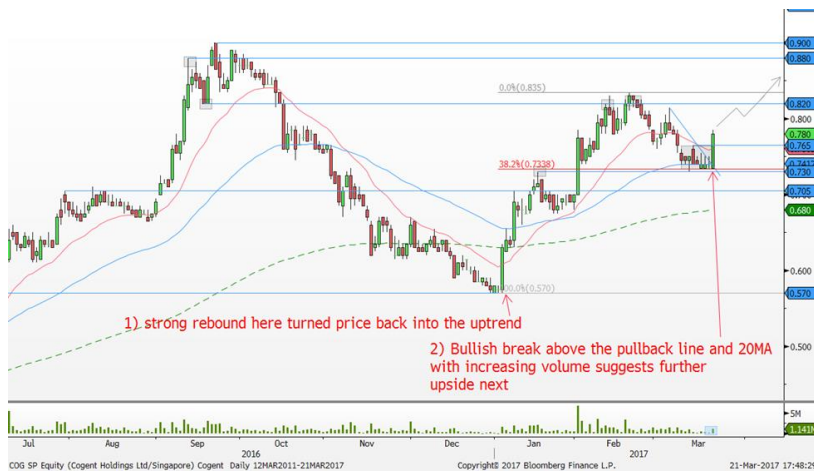 0.900
0.880
0.0%(0.835)
0.820
0.800
0.780
0.765
38.2%(0.7338)
0.730
0.705
0.680
0.600
0.0%(0.570)
0.570
1) strong rebound here turned price back into the uptrend
2) Bullish break above the pullback line and 20MA
with increasing volume suggests further
upside next
0.500
5M
1.141M
Jul Aug Sep Oct Nov Dec Jan Feb Mar
2016 2017
COG SP Equity (Cogent Holdings Ltd/Singapore) Cogent Daily 12MAR2011-21MAR2017 Copyright© 2017 Bloomberg Finance L.P. 21-Mar-2017 17:48:29